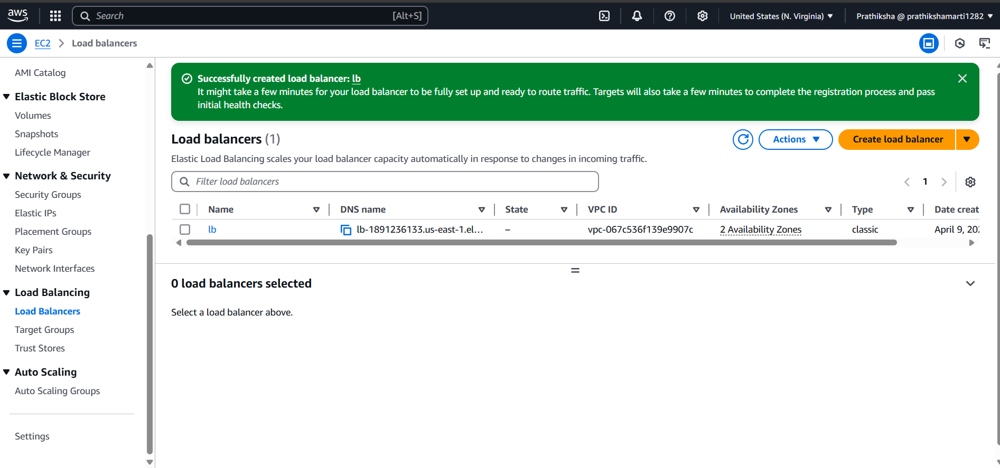 aws
Search [Alt+S]
United States (N. Virginia)
Prathiksha @ prathikshamarti1282
EC2 Load balancers
AMI Catalog
Elastic Block Store
Volumes
Snapshots
Lifecycle Manager
Network & Security
Security Groups
Elastic IPs
Placement Groups
Key Pairs
Network Interfaces
Load Balancing
Load Balancers
Target Groups
Trust Stores
Auto Scaling
Auto Scaling Groups
Settings
Successfully created load balancer: lb
It might take a few minutes for your load balancer to be fully set up and ready to route traffic. Targets will also take a few minutes to complete the registration process and pass
initial health checks.
Load balancers (1)
Actions
Create load balancer
Elastic Load Balancing scales your load balancer capacity automatically in response to changes in incoming traffic.
Filter load balancers
1
Name DNS name State VPC ID Availability Zones Type Date creat
lb lb-1891236133.us-east-1.el... – vpc-067c536f139e9907c 2 Availability Zones classic April 9, 202
0 load balancers selected
Select a load balancer above.